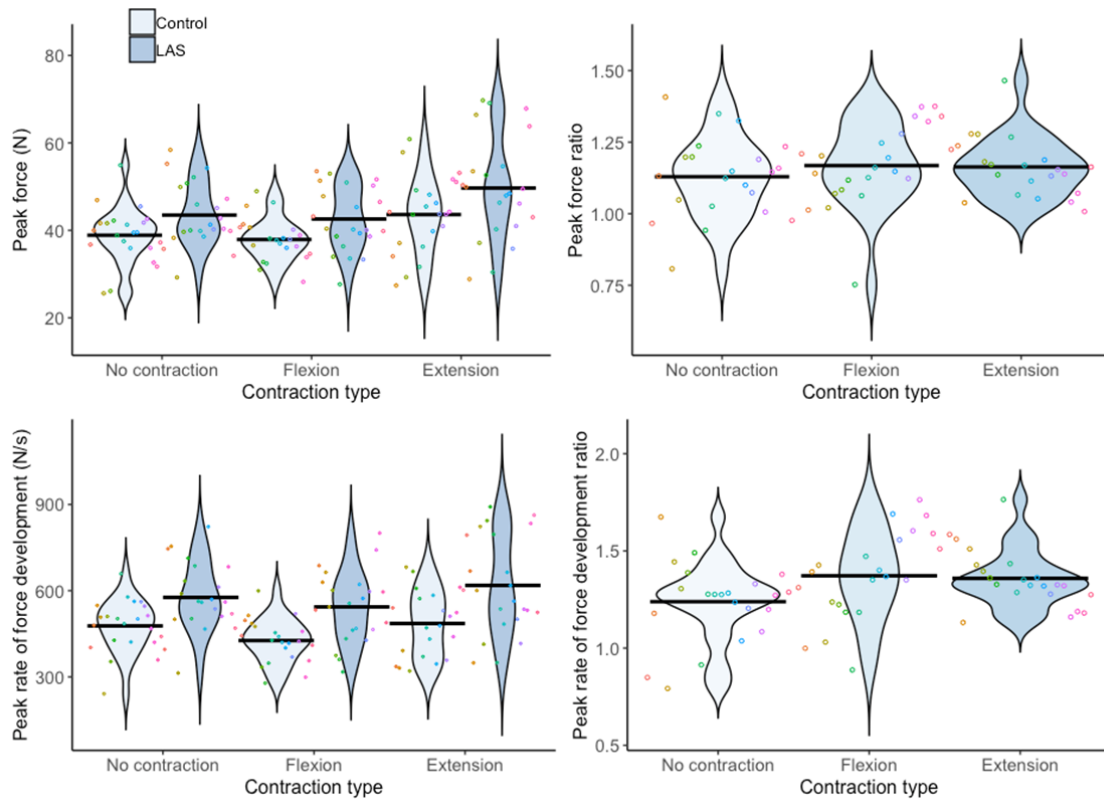 Control
LAS
Peak force (N)
80
60
40
20
No contraction Flexion Extension
Contraction type
Peak force ratio
1.50
1.25
1.00
0.75
No contraction Flexion Extension
Contraction type
Peak rate of force development (N/s)
900
600
300
No contraction Flexion Extension
Contraction type
Peak rate of force development ratio
2.0
1.5
1.0
0.5
No contraction Flexion Extension
Contraction type